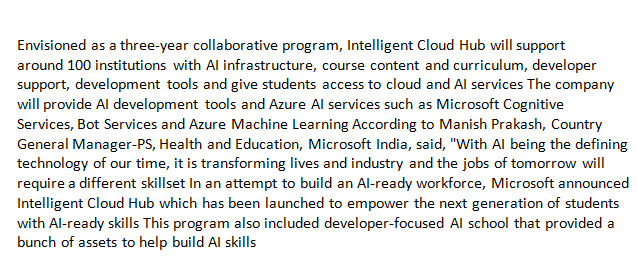 Envisioned as a three-year collaborative program, Intelligent Cloud Hub will support
around 100 institutions with AI infrastructure, course content and curriculum, developer
support, development tools and give students access to cloud and AI services The company
will provide AI development tools and Azure AI services such as Microsoft Cognitive
Services, Bot Services and Azure Machine Learning According to Manish Prakash, Country
General Manager-PS, Health and Education, Microsoft India, said, "With AI being the defining
technology of our time, it is transforming lives and industry and the jobs of tomorrow will
require a different skillset In an attempt to build an AI-ready workforce, Microsoft announced
Intelligent Cloud Hub which has been launched to empower the next generation of students
with AI-ready skills This program also included developer-focused AI school that provided a
bunch of assets to help build AI skills